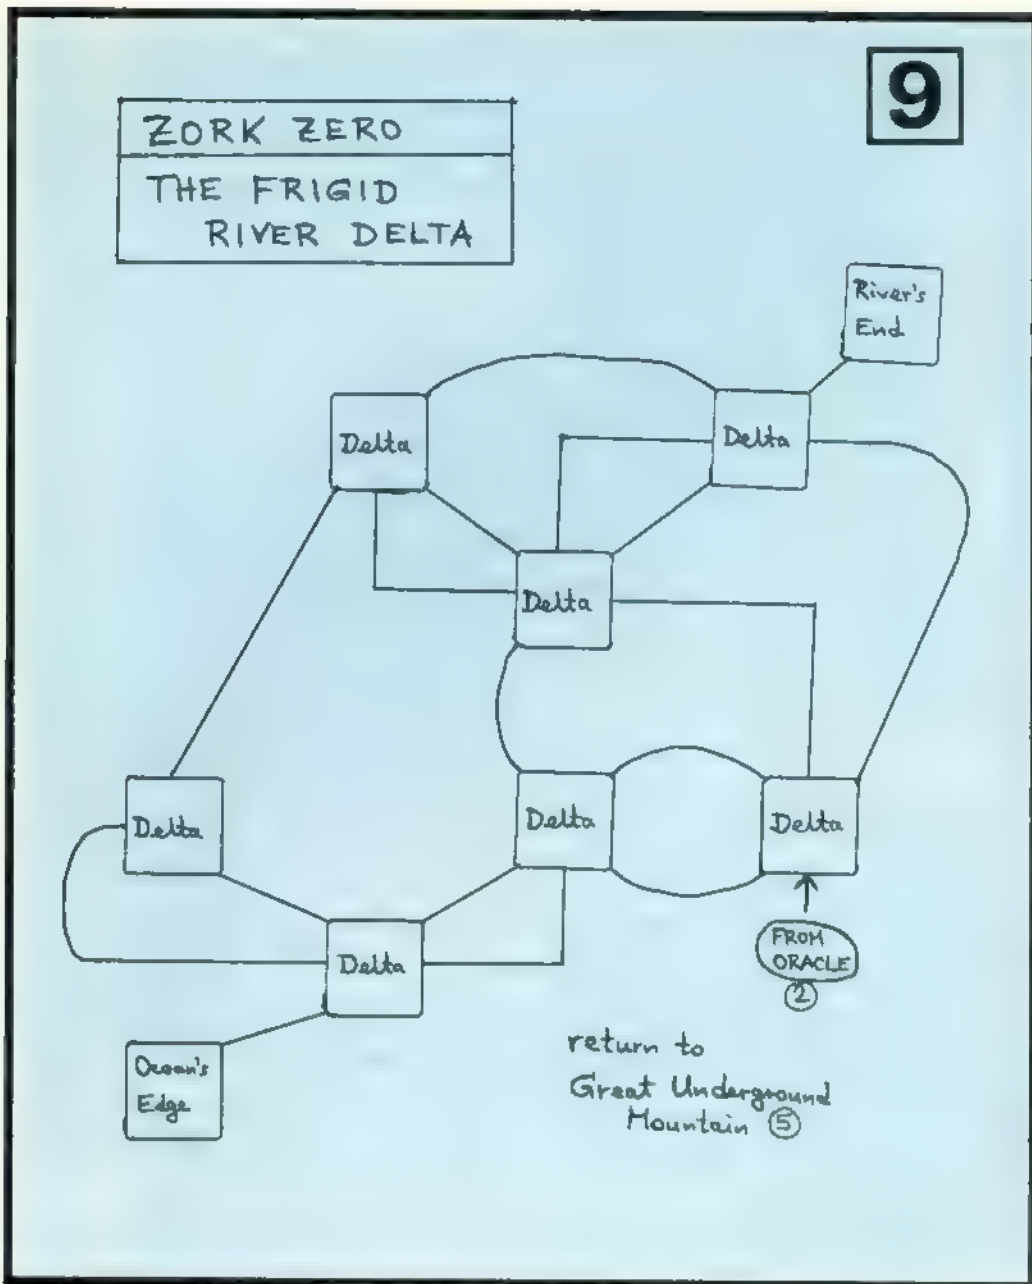 9
ZORK ZERO
THE FRIGID
RIVER DELTA
River's
End
Delta
Delta
Delta
Delta
Delta
Delta
Delta
FROM
ORACLE
2
Ocean's
Edge
return to
Great Underground
Mountain 5